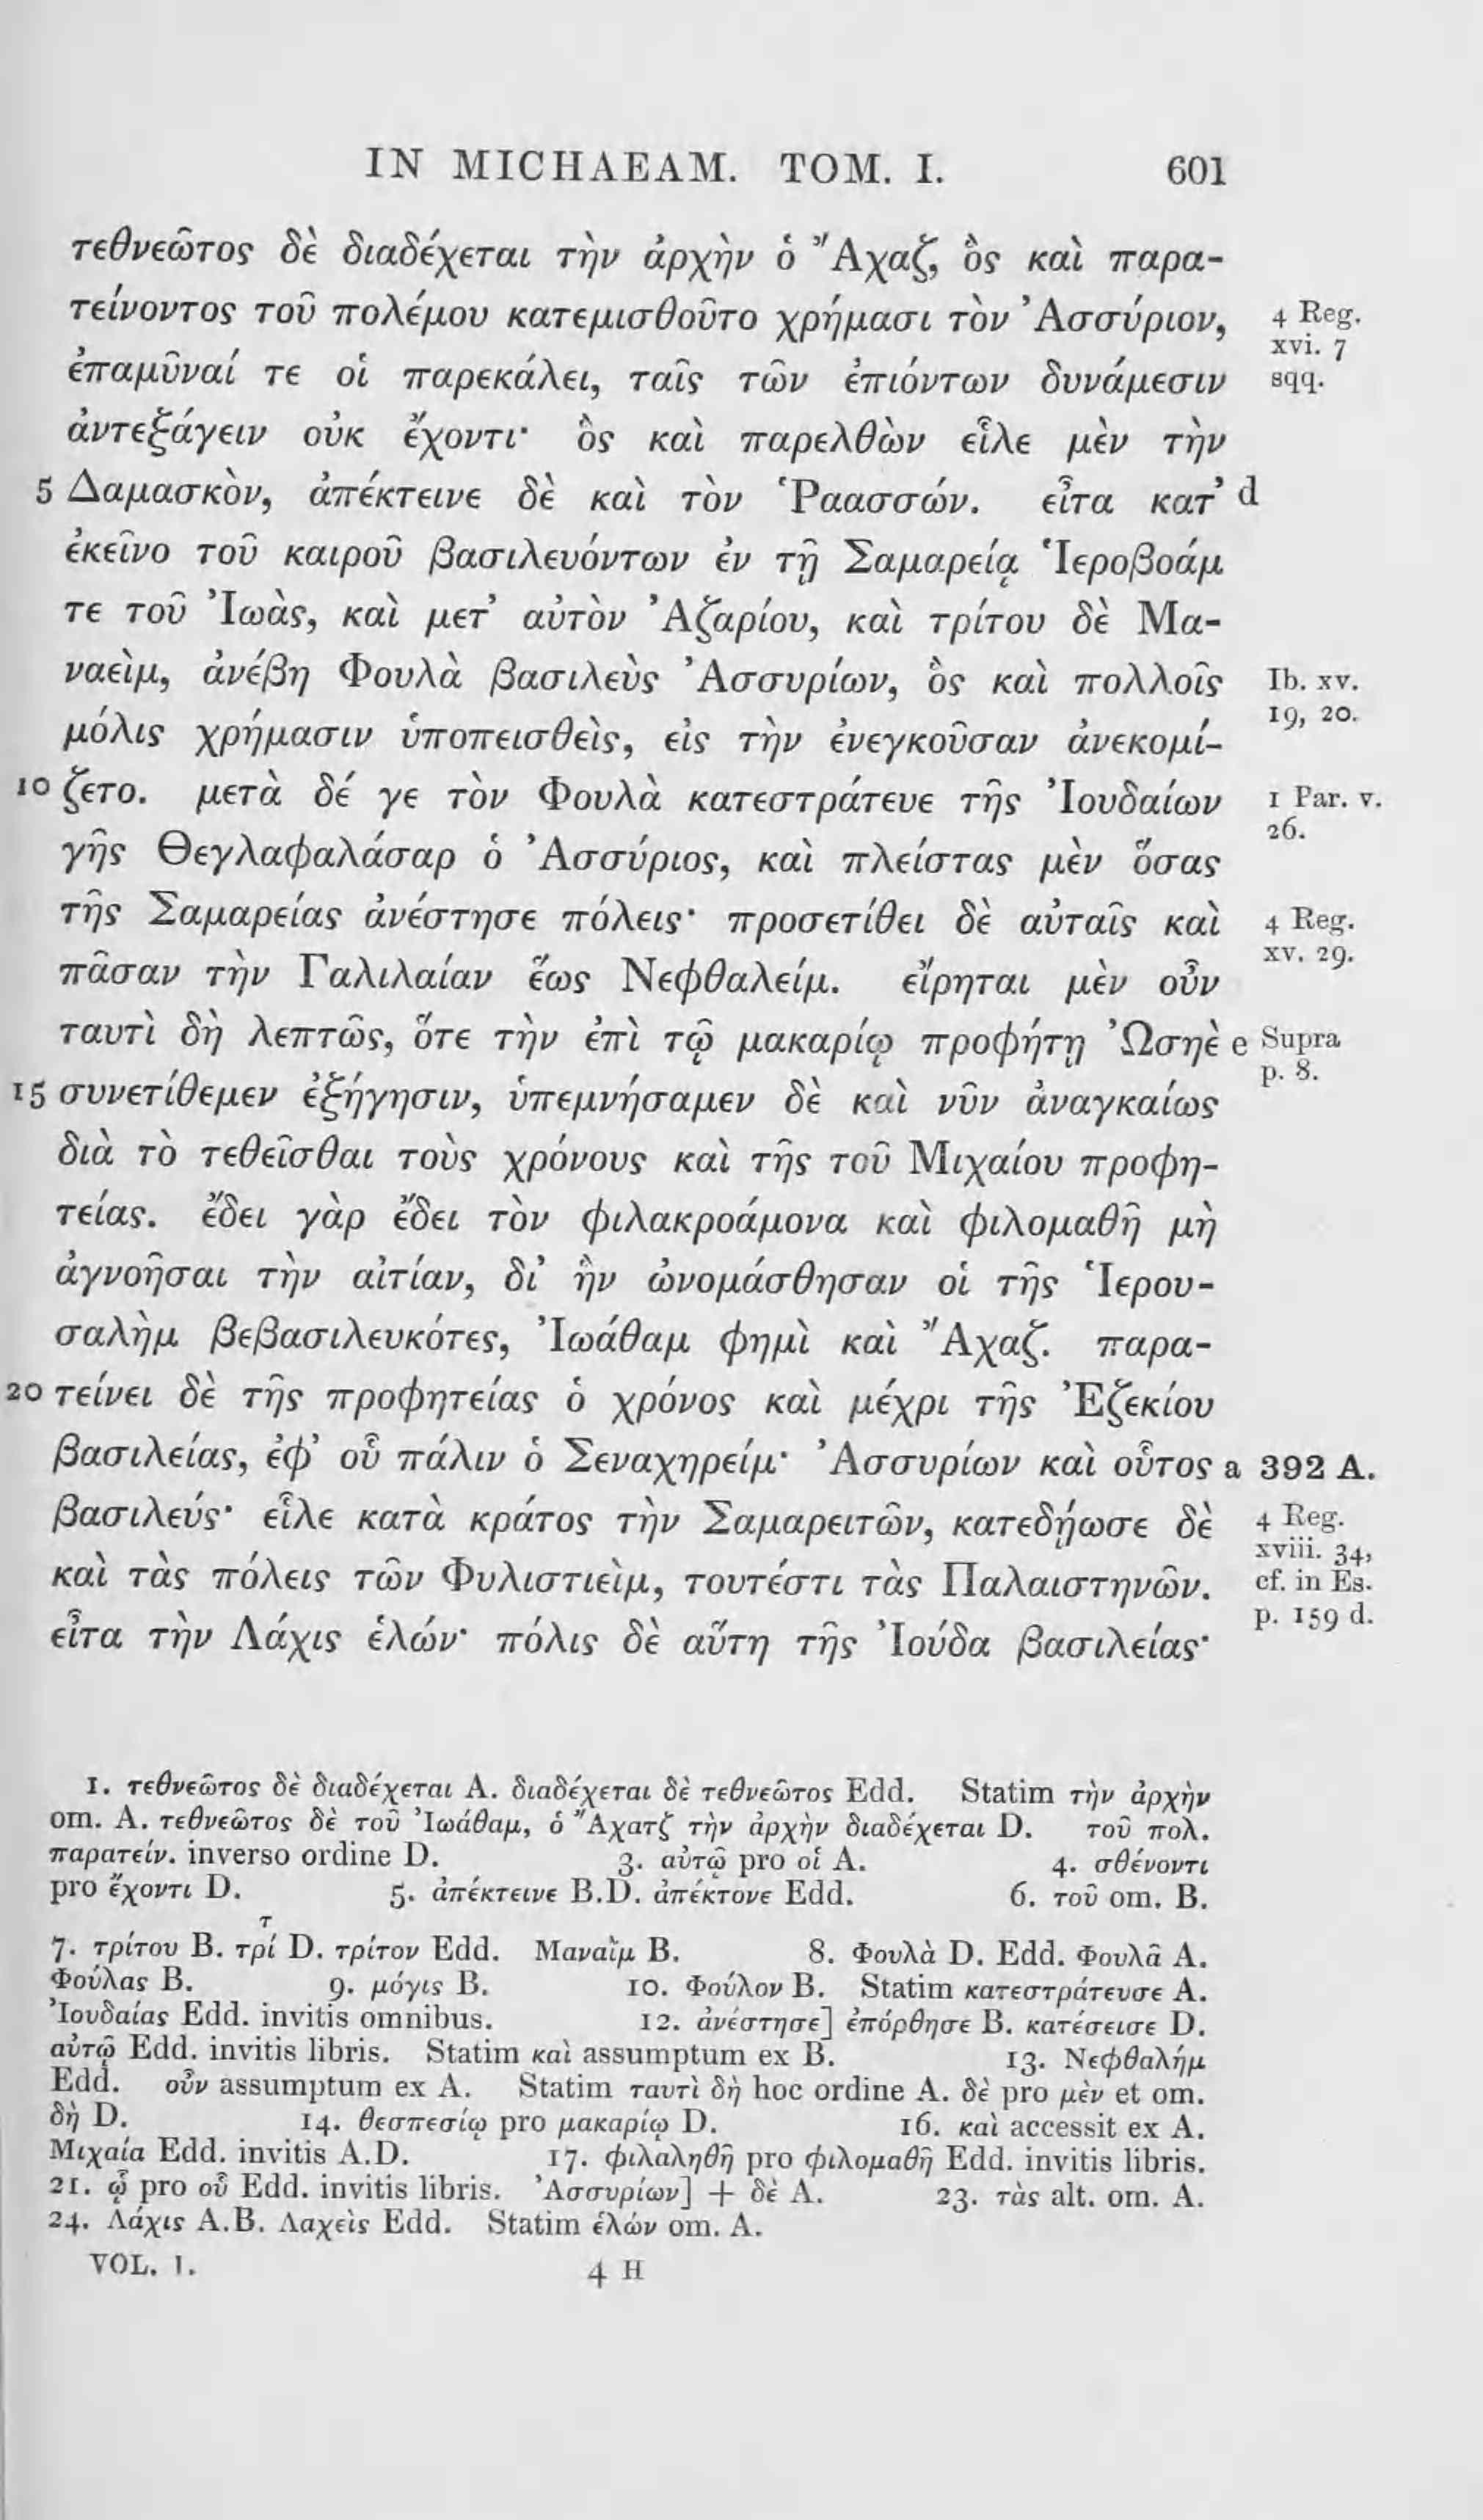 IN MICHAEAM. TOM. I. 601
τεθνεῶτος δὲ διαδέχεται τὴν ἀρχὴν ὁ Ἄχαζ, ὃς καὶ παρα-
τείνοντος τοῦ πολέμου κατεμισθοῦτο χρήμασι τὸν Ἀσσύριον, 4 Reg. xvi. 7
ἐπαμῦναί τε οἱ παρεκάλει, ταῖς τῶν ἐπιόντων δυνάμεσιν sqq.
ἀντεξάγειν οὐκ ἔχοντι· ὃς καὶ παρελθὼν εἷλε μὲν τὴν
5 Δαμασκὸν, ἀπέκτεινε δὲ καὶ τὸν Ῥαασσών. εἶτα κατ’ d
ἐκεῖνο τοῦ καιροῦ βασιλευόντων ἐν τῇ Σαμαρείᾳ Ἱεροβοάμ
τε τοῦ Ἰωὰς, καὶ μετ’ αὐτὸν Ἀζαρίου, καὶ τρίτου δὲ Μα-
ναεὶμ, ἀνέβη Φουλὰ βασιλεὺς Ἀσσυρίων, ὃς καὶ πολλοῖς Ib. xv.
μόλις χρήμασιν ὑποπεισθεὶς, εἰς τὴν ἐνεγκοῦσαν ἀνεκομί- 19, 20.
10 ζετο. μετὰ δέ γε τὸν Φουλὰ κατεστράτευε τῆς Ἰουδαίων 1 Par. v. 26.
γῆς Θεγλαφαλάσαρ ὁ Ἀσσύριος, καὶ πλείστας μὲν ὅσας
τῆς Σαμαρείας ἀνέστησε πόλεις· προσετίθει δὲ αὐταῖς καὶ 4 Reg.
πᾶσαν τὴν Γαλιλαίαν ἕως Νεφθαλείμ. εἴρηται μὲν οὖν xv. 29.
ταυτὶ δὴ λεπτῶς, ὅτε τὴν ἐπὶ τῷ μακαρίῳ προφήτῃ Ὠσηὲ e Supra p. 8.
15 συνετίθεμεν ἐξήγησιν, ὑπεμνήσαμεν δὲ καὶ νῦν ἀναγκαίως
διὰ τὸ τεθεῖσθαι τοὺς χρόνους καὶ τῆς τοῦ Μιχαίου προφη-
τείας. ἔδει γὰρ ἔδει τὸν φιλακροάμονα καὶ φιλομαθῆ μὴ
ἀγνοῆσαι τὴν αἰτίαν, δι’ ἣν ὠνομάσθησαν οἱ τῆς Ἱερου-
σαλὴμ βεβασιλευκότες, Ἰωάθαμ φημὶ καὶ Ἄχαζ. παρα-
20 τείνει δὲ τῆς προφητείας ὁ χρόνος καὶ μέχρι τῆς Ἐζεκίου
βασιλείας, ἐφ’ οὗ πάλιν ὁ Σεναχηρείμ· Ἀσσυρίων καὶ οὗτος a 392 A.
βασιλεύς· εἷλε κατὰ κράτος τὴν Σαμαρειτῶν, κατεδῄωσε δὲ 4 Reg. xviii. 34,
καὶ τὰς πόλεις τῶν Φυλιστιεὶμ, τουτέστι τὰς Παλαιστηνῶν. cf. in Es.
εἶτα τὴν Λάχις ἑλών· πόλις δὲ αὕτη τῆς Ἰούδα βασιλείας· p. 159 d.
1. τεθνεῶτος δὲ διαδέχεται A. διαδέχεται δὲ τεθνεῶτος Edd. Statim τὴν ἀρχὴν
om. A. τεθνεῶτος δὲ τοῦ Ἰωάθαμ, ὁ Ἄχατζ τὴν ἀρχὴν διαδέχεται D. τοῦ πολ.
παρατείν. inverso ordine D. 3. αὐτῷ pro οἷ A. 4. σθένοντι
pro ἔχοντι D. 5. ἀπέκτεινε B.D. ἀπέκτονε Edd. 6. τοῦ om. B.
τ
7. τρίτου B. τρί D. τρίτον Edd. Μαναῒμ B. 8. Φουλὰ D. Edd. Φουλᾶ A.
Φούλας B. 9. μόγις B. 10. Φούλον B. Statim κατεστράτευσε A.
Ἰουδαίας Edd. invitis omnibus. 12. ἀνέστησε] ἐπόρθησε B. κατέσεισε D.
αὐτῷ Edd. invitis libris. Statim καὶ assumptum ex B. 13. Νεφθαλήμ
Edd. οὖν assumptum ex A. Statim ταυτὶ δὴ hoc ordine A. δὲ pro μὲν et om.
δὴ D. 14. θεσπεσίῳ pro μακαρίῳ D. 16. καὶ accessit ex A.
Μιχαία Edd. invitis A.D. 17. φιλαληθῆ pro φιλομαθῆ Edd. invitis libris.
21. ᾧ pro οὗ Edd. invitis libris. Ἀσσυρίων] + δὲ A. 23. τὰς alt. om. A.
24. Λάχις A.B. Λαχεὶς Edd. Statim ἑλών om. A.
VOL. I. 4 H